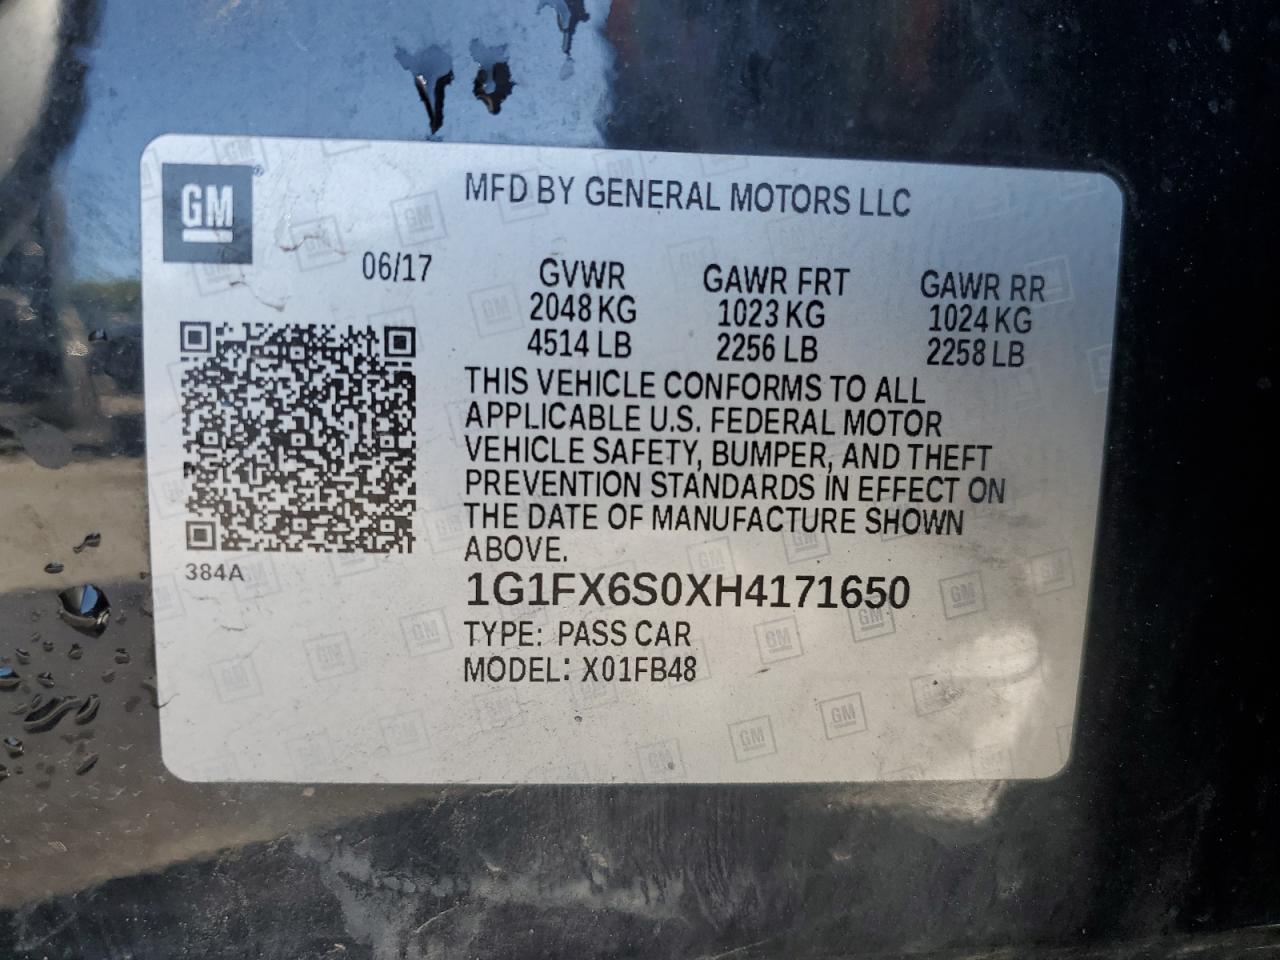 GM
MFD BY GENERAL MOTORS LLC
06/17
GVWR GAWR FRT GAWR RR
2048 KG 1023 KG 1024 KG
4514 LB 2256 LB 2258 LB
THIS VEHICLE CONFORMS TO ALL
APPLICABLE U.S. FEDERAL MOTOR
VEHICLE SAFETY, BUMPER, AND THEFT
PREVENTION STANDARDS IN EFFECT ON
THE DATE OF MANUFACTURE SHOWN
ABOVE.
384A
1G1FX6S0XH4171650
TYPE: PASS CAR
MODEL: X01FB48